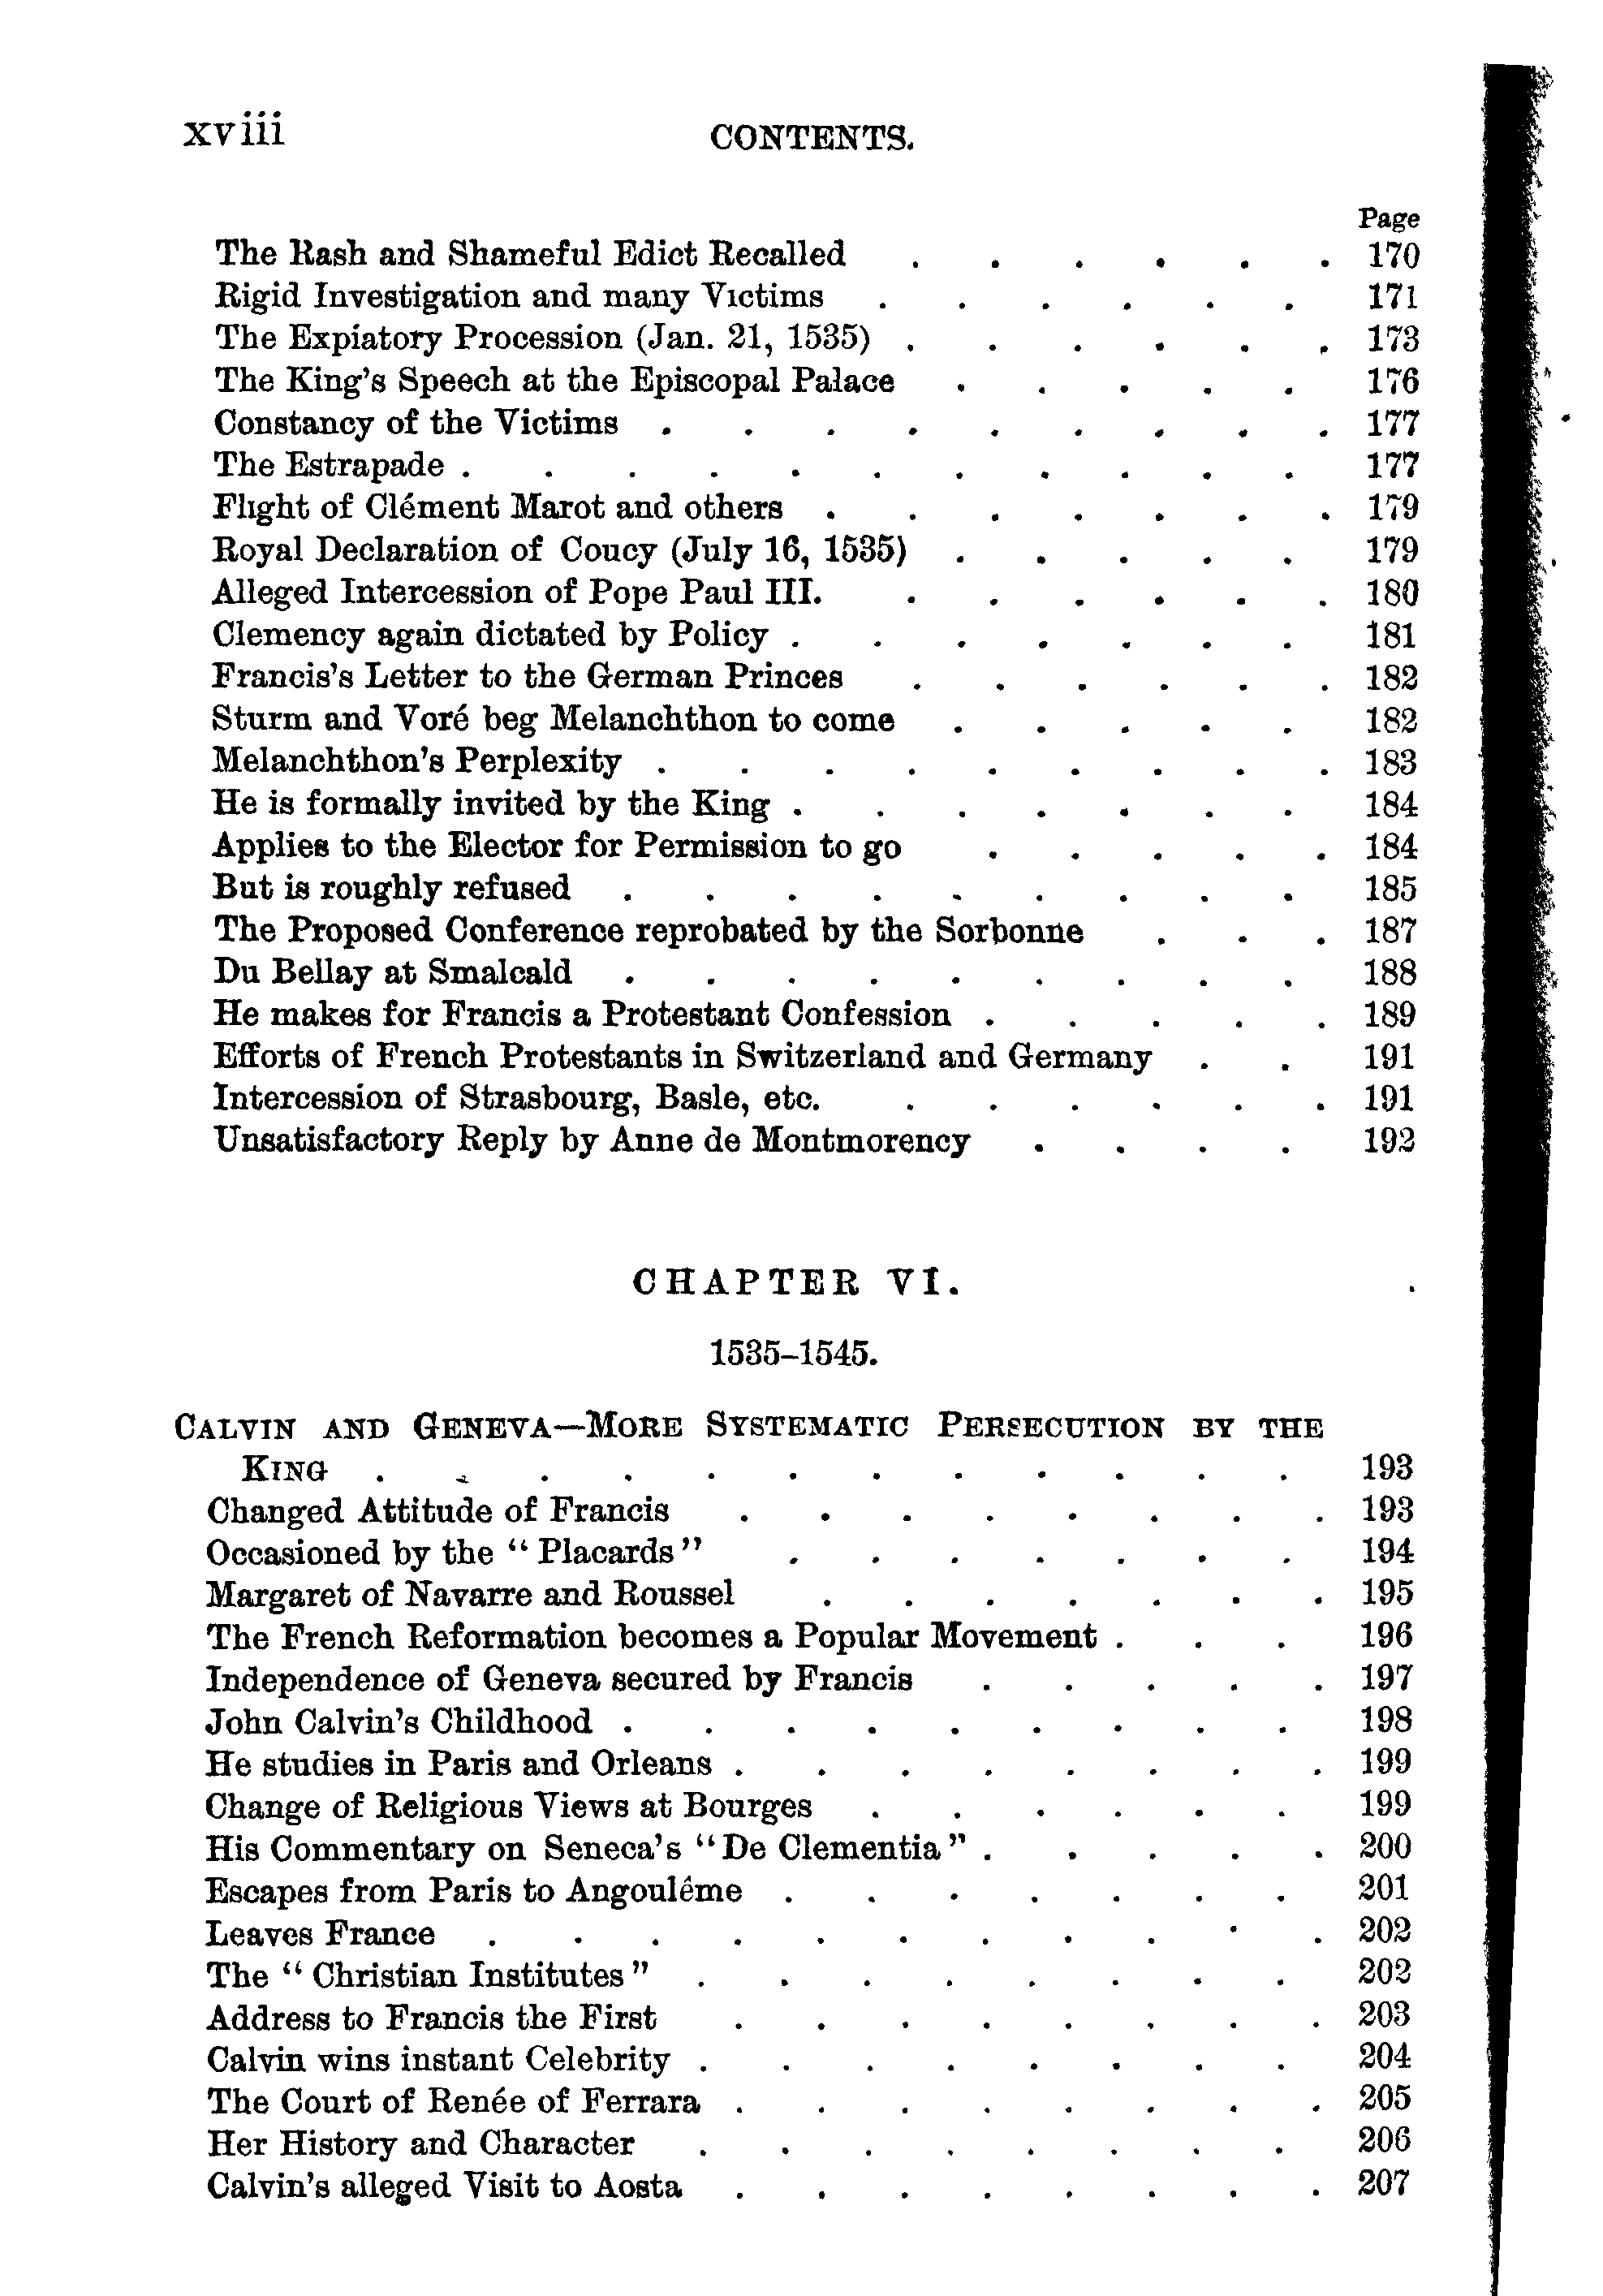 xviii CONTENTS.
Page
The Rash and Shameful Edict Recalled . . . . . . 170
Rigid Investigation and many Victims . . . . . . 171
The Expiatory Procession (Jan. 21, 1535) . . . . . . 173
The King's Speech at the Episcopal Palace . . . . . 176
Constancy of the Victims . . . . . . . . . 177
The Estrapade . . . . . . . . . . . 177
Flight of Clément Marot and others . . . . . . . 179
Royal Declaration of Coucy (July 16, 1535) . . . . . 179
Alleged Intercession of Pope Paul III. . . . . . . 180
Clemency again dictated by Policy . . . . . . . 181
Francis's Letter to the German Princes . . . . . . 182
Sturm and Voré beg Melanchthon to come . . . . . 182
Melanchthon's Perplexity . . . . . . . . . 183
He is formally invited by the King . . . . . . . 184
Applies to the Elector for Permission to go . . . . . 184
But is roughly refused . . . . . . . . . 185
The Proposed Conference reprobated by the Sorbonne . . . 187
Du Bellay at Smalcald . . . . . . . . . 188
He makes for Francis a Protestant Confession . . . . . 189
Efforts of French Protestants in Switzerland and Germany . . 191
Intercession of Strasbourg, Basle, etc. . . . . . . 191
Unsatisfactory Reply by Anne de Montmorency . . . . 192
CHAPTER VI.
1535–1545.
CALVIN AND GENEVA—MORE SYSTEMATIC PERSECUTION BY THE
KING . . . . . . . . . . . . 193
Changed Attitude of Francis . . . . . . . . 193
Occasioned by the "Placards" . . . . . . . 194
Margaret of Navarre and Roussel . . . . . . . 195
The French Reformation becomes a Popular Movement . . . 196
Independence of Geneva secured by Francis . . . . . 197
John Calvin's Childhood . . . . . . . . . 198
He studies in Paris and Orleans . . . . . . . . 199
Change of Religious Views at Bourges . . . . . . 199
His Commentary on Seneca's "De Clementia" . . . . . 200
Escapes from Paris to Angoulême . . . . . . . 201
Leaves France . . . . . . . . . . . 202
The "Christian Institutes" . . . . . . . . 202
Address to Francis the First . . . . . . . . 203
Calvin wins instant Celebrity . . . . . . . . 204
The Court of Renée of Ferrara . . . . . . . . 205
Her History and Character . . . . . . . . 206
Calvin's alleged Visit to Aosta . . . . . . . . 207